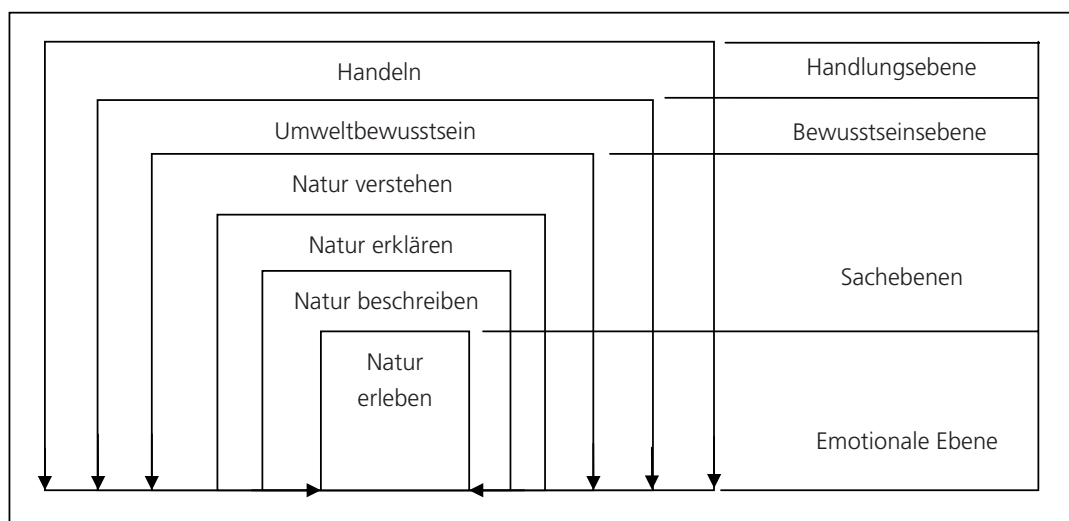 Handeln
Handlungsebene
Umweltbewusstsein
Bewusstseinsebene
Natur verstehen
Natur erklären
Sachebenen
Natur beschreiben
Natur
erleben
Emotionale Ebene